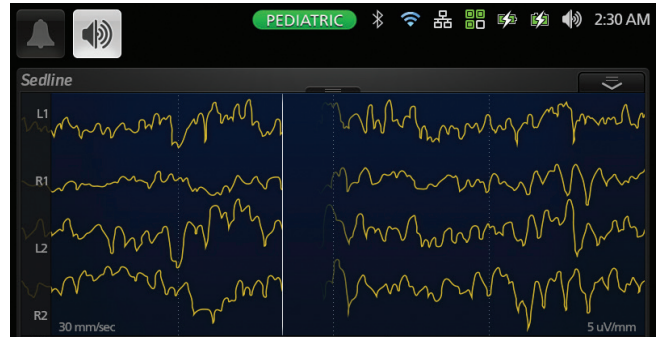 PEDIATRIC 2:30 AM
Sedline
L1
R1
L2
R2
30 mm/sec 5 uV/mm